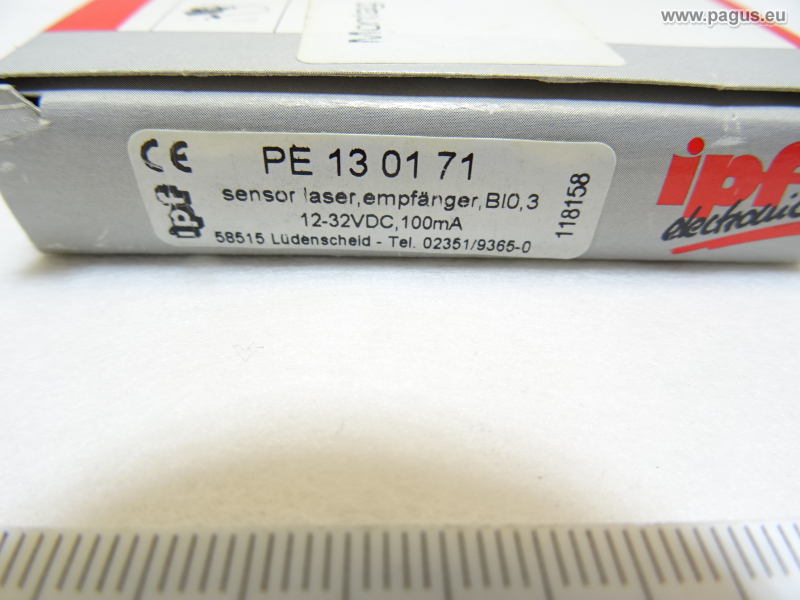 www.pagus.eu
CE
PE 13 01 71
sensor laser,empfänger,BI0,3
12-32VDC,100mA
58515 Lüdenscheid - Tel. 02351/9365-0
ipf
118158
ipf
electronic